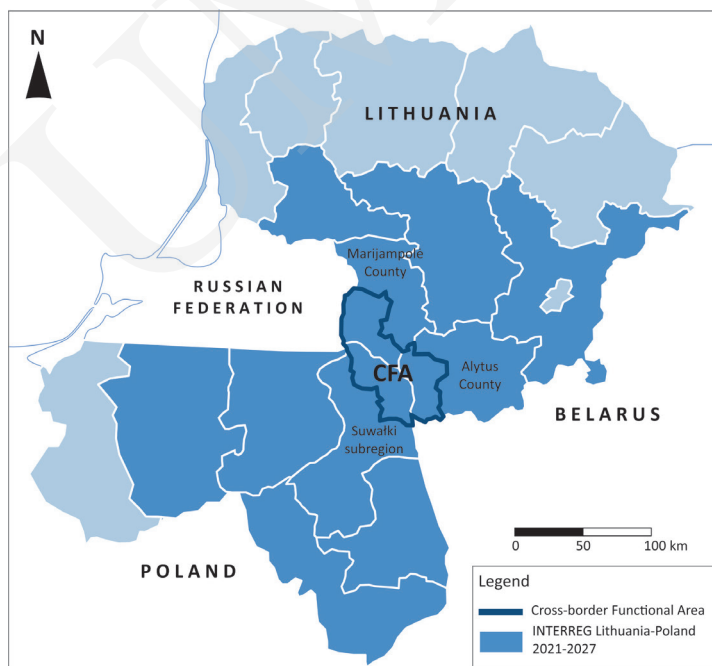 N
LITHUANIA
Marijampole
County
RUSSIAN
FEDERATION
CFA
Alytus
County
Suwałki
subregion
BELARUS
0 50 100 km
POLAND
Legend
Cross-border Functional Area
INTERREG Lithuania-Poland
2021-2027